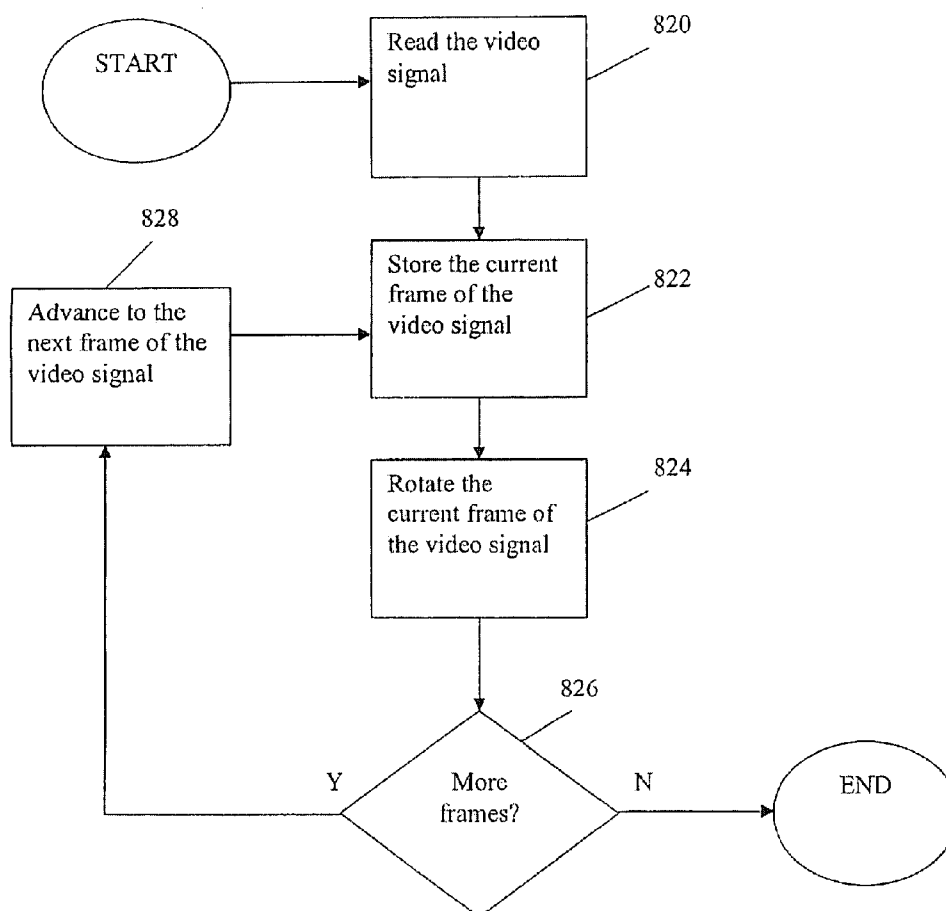 START
Read the video
signal
820
828
Store the current
frame of the
video signal
822
Advance to the
next frame of the
video signal
Rotate the
current frame of
the video signal
824
826
Y
More
frames?
N
END